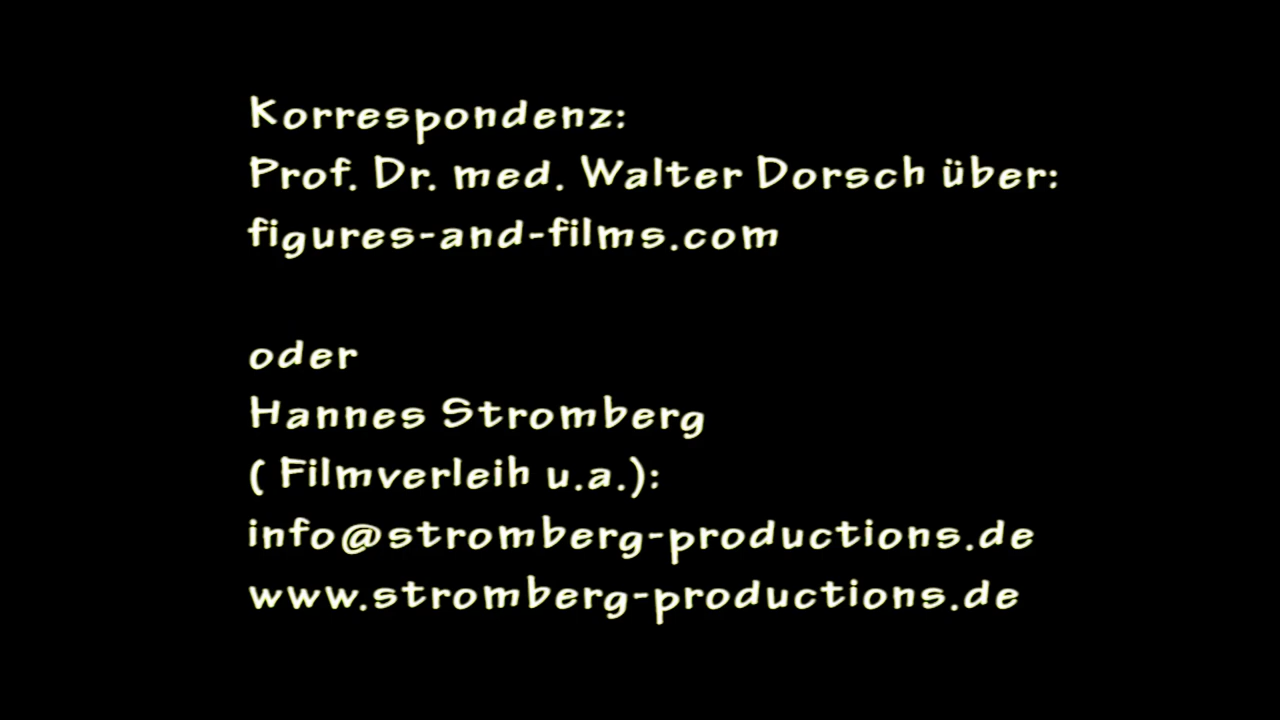 Korrespondenz:
Prof. Dr. med. Walter Dorsch über:
figures-and-films.com
oder
Hannes Stromberg
( Filmverleih u.a.):
info@stromberg-productions.de
www.stromberg-productions.de